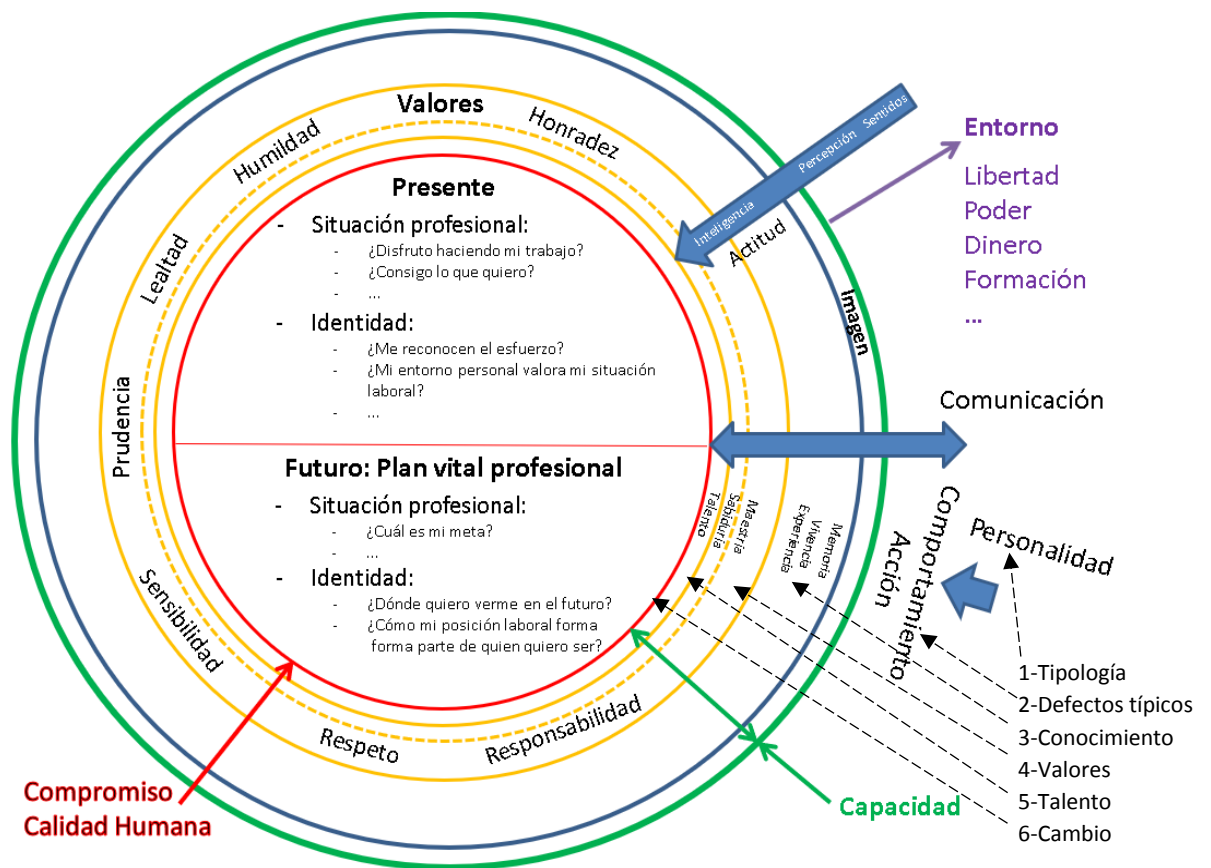 Valores
Humildad
Honradez
Lealtad
Prudencia
Sensibilidad
Respeto
Responsabilidad
Presente
- Situación profesional:
- ¿Disfruto haciendo mi trabajo?
- ¿Consigo lo que quiero?
- ...
- Identidad:
- ¿Me reconocen el esfuerzo?
- ¿Mi entorno personal valora mi situación
laboral?
- ...
Futuro: Plan vital profesional
- Situación profesional:
- ¿Cuál es mi meta?
- ...
- Identidad:
- ¿Dónde quiero verme en el futuro?
- ¿Cómo mi posición laboral forma
forma parte de quien quiero ser?
Inteligencia Percepción Sentidos
Actitud
Imagen
Entorno
Libertad
Poder
Dinero
Formación
...
Comunicación
Talento
Sabiduría
Maestría
Experiencia
Vivencia
Memoria
Comportamiento
Acción
Personalidad
1-Tipología
2-Defectos típicos
3-Conocimiento
4-Valores
5-Talento
6-Cambio
Capacidad
Compromiso
Calidad Humana